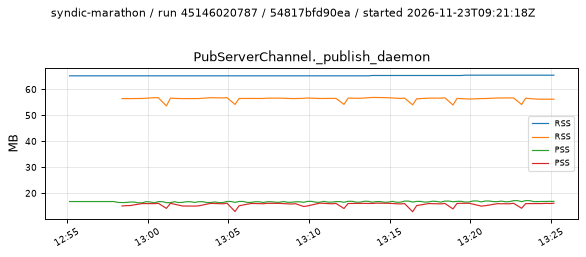 syndic-marathon / run 45146020787 / 54817bfd90ea / started 2026-11-23T09:21:18Z
PubServerChannel._publish_daemon
MB
60
50
40
30
20
RSS
RSS
PSS
PSS
12:55
13:00
13:05
13:10
13:15
13:20
13:25